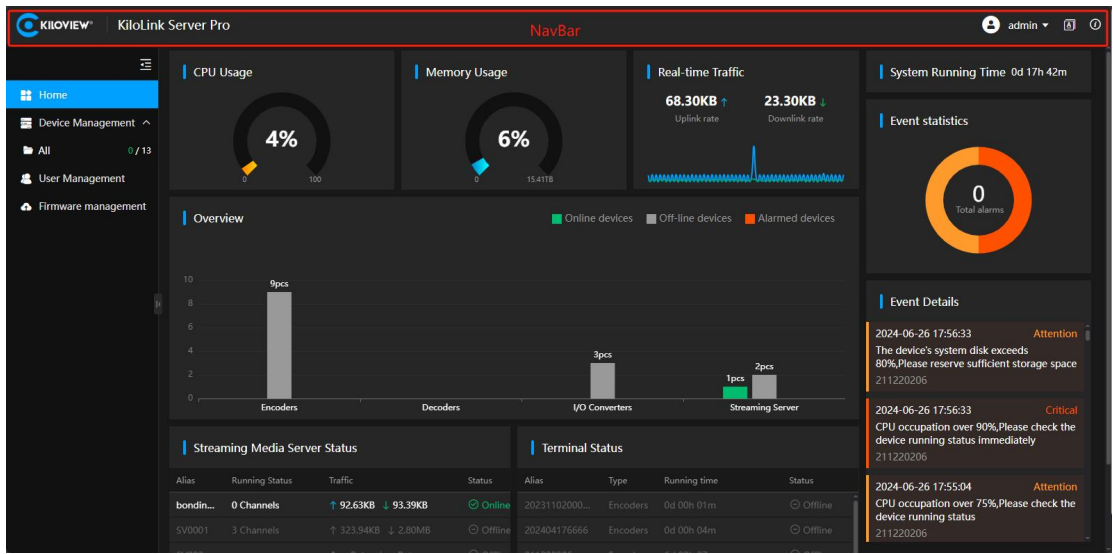 KILOVIEW® KiloLink Server Pro NavBar admin
Home
Device Management
All 0 / 13
User Management
Firmware management
CPU Usage
4%
0 100
Memory Usage
6%
0 15.41TB
Real-time Traffic
68.30KB ↑ 23.30KB ↓
Uplink rate Downlink rate
System Running Time 0d 17h 42m
Event statistics
0
Total alarms
Overview
Online devices Off-line devices Alarmed devices
10
8
6
4
2
0
9pcs
3pcs
1pcs
2pcs
Encoders Decoders I/O Converters Streaming Server
Event Details
2024-06-26 17:56:33 Attention
The device's system disk exceeds
80%,Please reserve sufficient storage space
211220206
2024-06-26 17:56:33 Critical
CPU occupation over 90%,Please check the
device running status immediately
211220206
2024-06-26 17:55:04 Attention
CPU occupation over 75%,Please check the
device running status
211220206
Streaming Media Server Status
Alias Running Status Traffic Status
bondin... 0 Channels ↑ 92.63KB ↓ 93.39KB Online
SV0001 3 Channels ↑ 323.94KB ↓ 2.80MB Offline
Terminal Status
Alias Type Running time Status
20231102000... Encoders 0d 00h 01m Offline
202404176666 Encoders 0d 00h 04m Offline